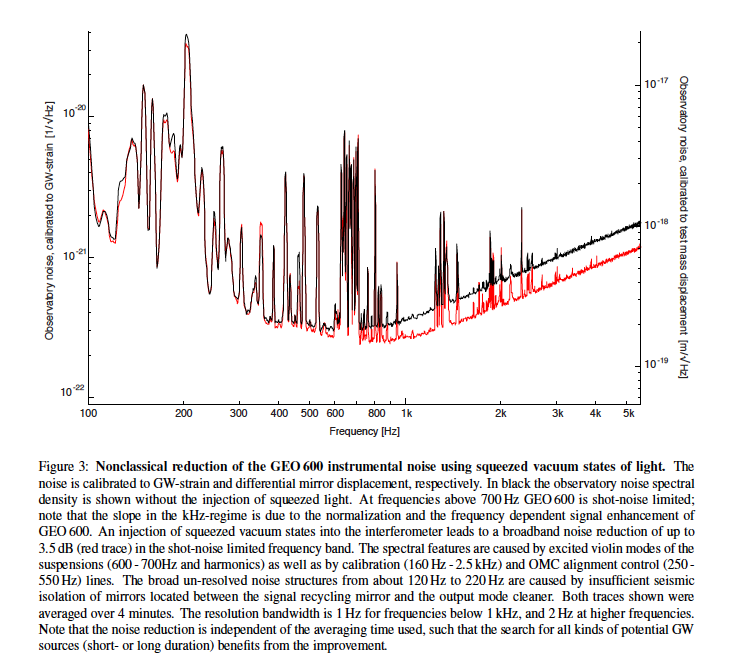 Observatory noise, calibrated to GW-strain [1/√Hz]
10⁻²⁰
10⁻²¹
10⁻²²
10⁻¹⁷
10⁻¹⁸
10⁻¹⁹
Observatory noise, calibrated to test mass displacement [m/√Hz]
100 200 300 400 500 600 800 1k 2k 3k 4k 5k
Frequency [Hz]
Figure 3: Nonclassical reduction of the GEO 600 instrumental noise using squeezed vacuum states of light. The
noise is calibrated to GW-strain and differential mirror displacement, respectively. In black the observatory noise spectral
density is shown without the injection of squeezed light. At frequencies above 700 Hz GEO 600 is shot-noise limited;
note that the slope in the kHz-regime is due to the normalization and the frequency dependent signal enhancement of
GEO 600. An injection of squeezed vacuum states into the interferometer leads to a broadband noise reduction of up to
3.5 dB (red trace) in the shot-noise limited frequency band. The spectral features are caused by excited violin modes of the
suspensions (600 - 700 Hz and harmonics) as well as by calibration (160 Hz - 2.5 kHz) and OMC alignment control (250 -
550 Hz) lines. The broad un-resolved noise structures from about 120 Hz to 220 Hz are caused by insufficient seismic
isolation of mirrors located between the signal recycling mirror and the output mode cleaner. Both traces shown were
averaged over 4 minutes. The resolution bandwidth is 1 Hz for frequencies below 1 kHz, and 2 Hz at higher frequencies.
Note that the noise reduction is independent of the averaging time used, such that the search for all kinds of potential GW
sources (short- or long duration) benefits from the improvement.